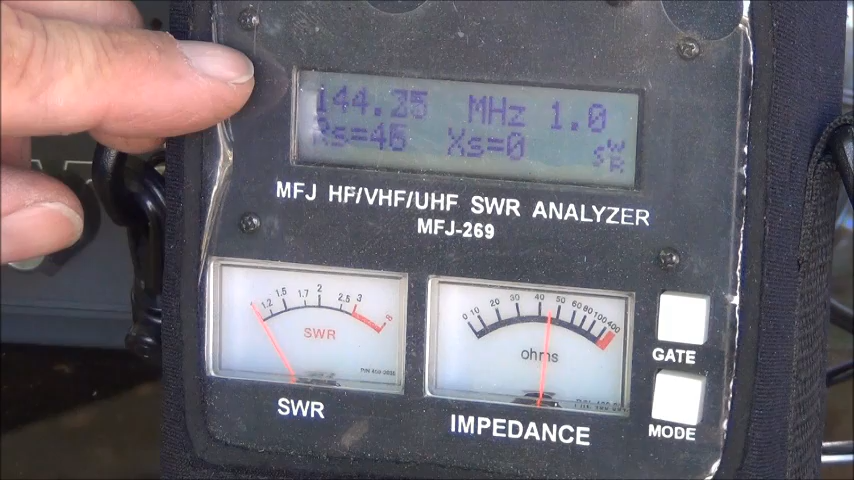 144.25 MHz 1.0
Rs=46 Xs=0 SWR
MFJ HF/VHF/UHF SWR ANALYZER
MFJ-269
1.2 1.5 1.7 2 2.5 3 8
SWR
SWR
0 10 20 30 40 50 60 80 100 400
ohms
IMPEDANCE
GATE
MODE